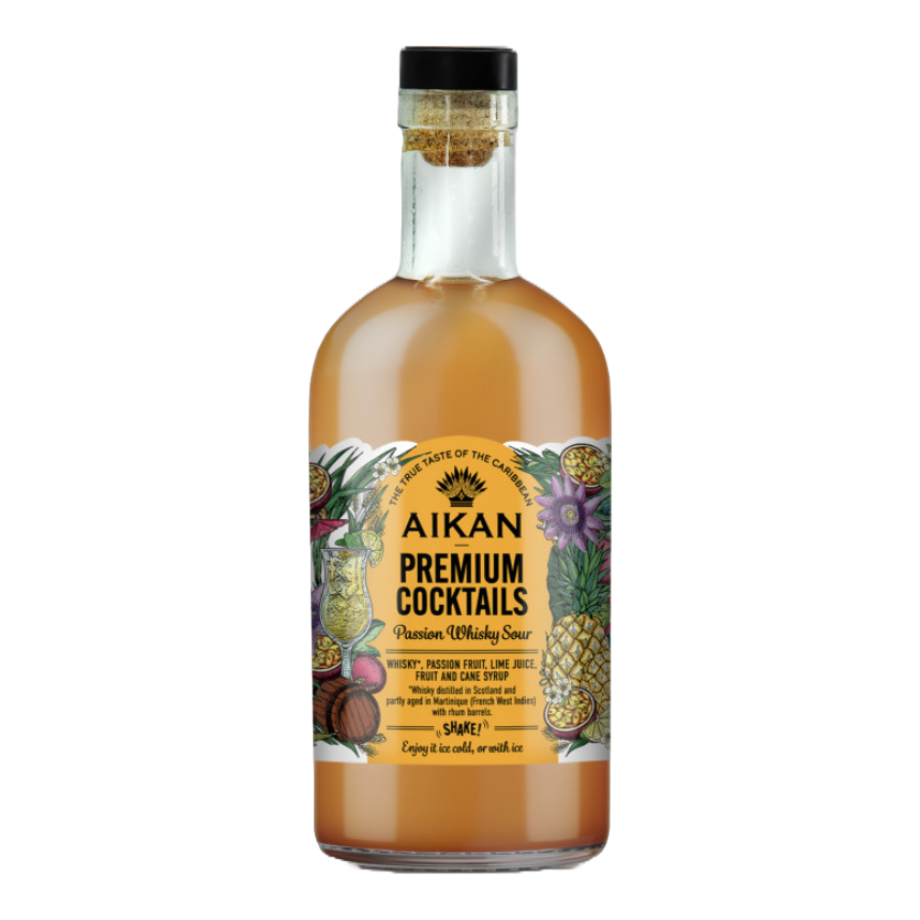 THE TRUE TASTE OF THE CARIBBEAN
AIKAN
PREMIUM
COCKTAILS
Passion Whisky Sour
WHISKY*, PASSION FRUIT, LIME JUICE,
FRUIT AND CANE SYRUP
*Whisky distilled in Scotland and
partly aged in Martinique (French West Indies)
with rhum barrels.
SHAKE!
Enjoy it ice cold, or with ice